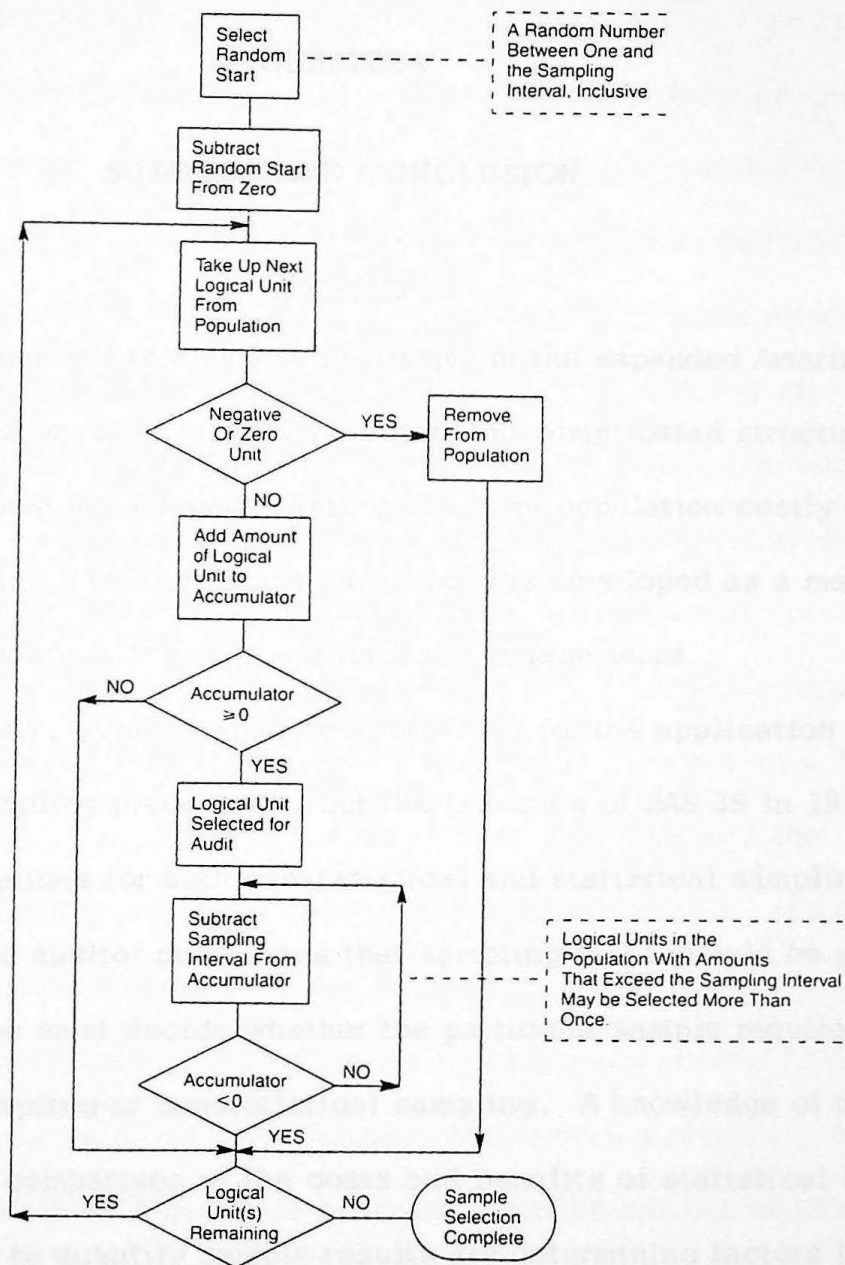 Select
Random
Start
A Random Number
Between One and
the Sampling
Interval, Inclusive
Subtract
Random Start
From Zero
Take Up Next
Logical Unit
From
Population
Negative
Or Zero
Unit
YES
Remove
From
Population
NO
Add Amount
of Logical
Unit to
Accumulator
NO
Accumulator
≥0
YES
Logical Unit
Selected for
Audit
Subtract
Sampling
Interval From
Accumulator
Logical Units in the
Population With Amounts
That Exceed the Sampling Interval
May be Selected More Than
Once
Accumulator
<0
NO
YES
YES
Logical
Unit(s)
Remaining
NO
Sample
Selection
Complete